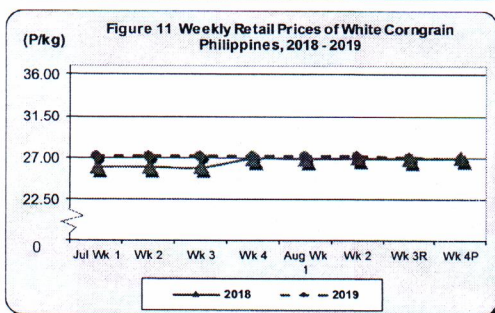 Figure 11 Weekly Retail Prices of White Corngrain
Philippines, 2018 - 2019
(P/kg)
36.00
31.50
27.00
22.50
0
Jul Wk 1 Wk 2 Wk 3 Wk 4 Aug Wk 1 Wk 2 Wk 3R Wk 4P
2018 2019